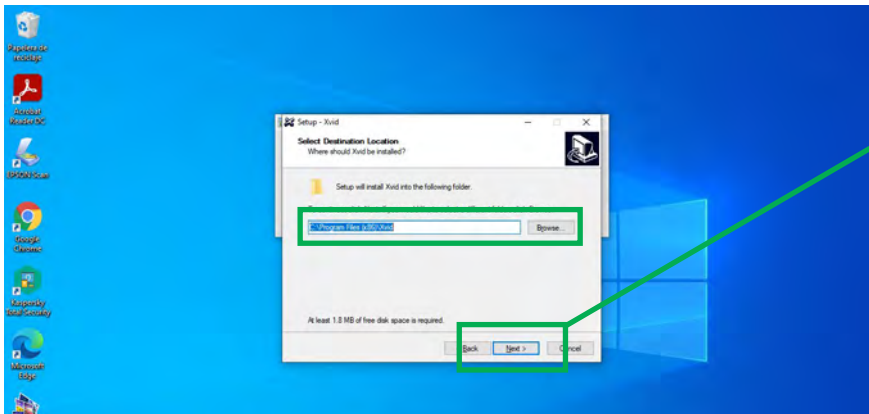 Papelera de
reciclaje
Acrobat
Reader DC
EPSON Scan
Google
Chrome
Kaspersky
Total Security
Microsoft
Edge
Setup - Xvid
Select Destination Location
Where should Xvid be installed?
Setup will install Xvid into the following folder.
C:\Program Files (x86)\Xvid
Browse...
At least 1.8 MB of free disk space is required.
Back
Next >
Cancel